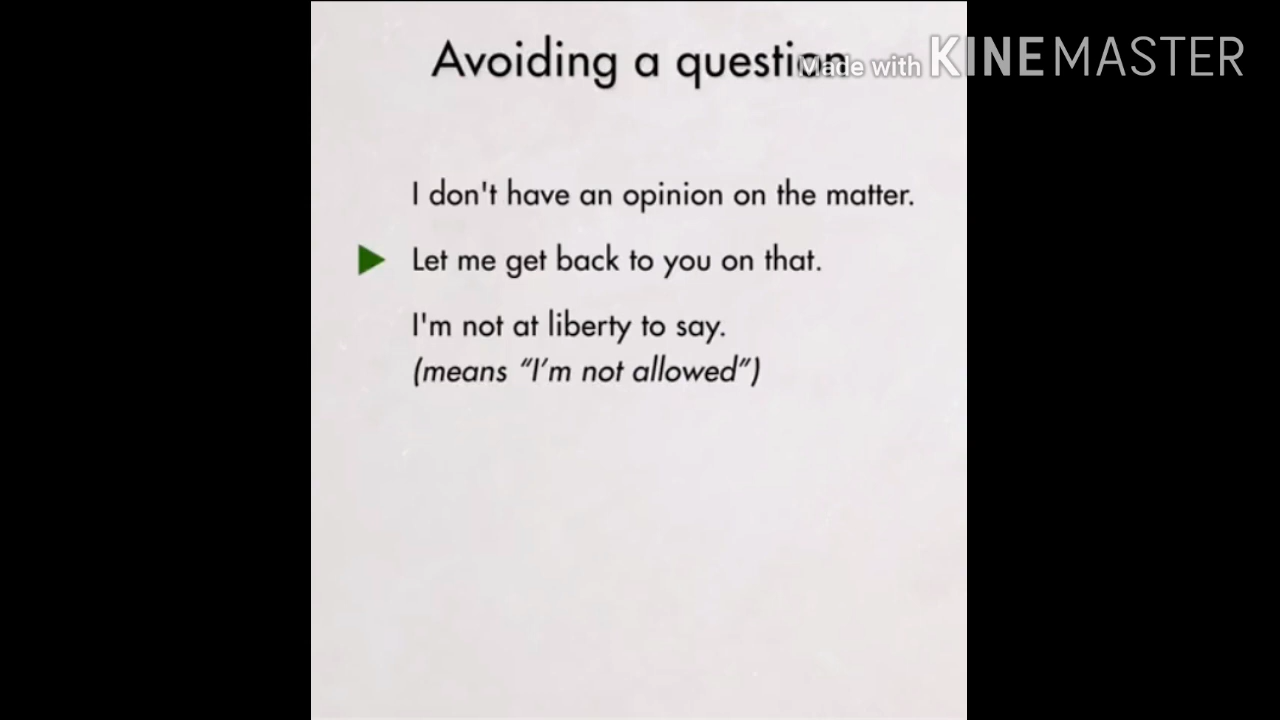 Avoiding a question
Made with KINEMASTER
I don't have an opinion on the matter.
Let me get back to you on that.
I'm not at liberty to say.
(means “I’m not allowed”)